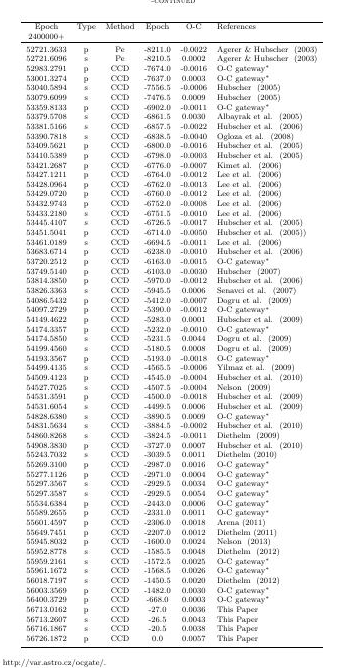 -CONTINUED
Epoch Type Method Epoch O-C References
2400000+
52721.3633 p Pe -8211.0 -0.0022 Agerer & Hubscher (2003)
52721.6096 s Pe -8210.5 0.0002 Agerer & Hubscher (2003)
52983.2791 p CCD -7674.0 -0.0016 O-C gateway*
53001.3274 p CCD -7637.0 0.0003 O-C gateway*
53040.5894 s CCD -7556.5 -0.0006 Hubscher (2005)
53079.6099 s CCD -7476.5 0.0009 Hubscher (2005)
53359.8133 p CCD -6902.0 -0.0011 O-C gateway*
53379.5708 s CCD -6861.5 0.0030 Albayrak et al. (2005)
53381.5166 s CCD -6857.5 -0.0022 Hubscher et al. (2006)
53390.7818 s CCD -6838.5 -0.0040 Ogloza et al. (2008)
53409.5621 p CCD -6800.0 -0.0016 Hubscher et al. (2005)
53410.5389 p CCD -6798.0 -0.0003 Hubscher et al. (2005)
53421.2687 p CCD -6776.0 -0.0007 Kimet al. (2006)
53427.1211 p CCD -6764.0 -0.0012 Lee et al. (2006)
53428.0964 p CCD -6762.0 -0.0013 Lee et al. (2006)
53429.0720 p CCD -6760.0 -0.0012 Lee et al. (2006)
53432.9743 p CCD -6752.0 -0.0008 Lee et al. (2006)
53433.2180 s CCD -6751.5 -0.0010 Lee et al. (2006)
53445.4107 s CCD -6726.5 -0.0017 Hubscher et al. (2005)
53451.5041 p CCD -6714.0 -0.0050 Hubscher et al. (2005))
53461.0189 s CCD -6694.5 -0.0011 Lee et al. (2006)
53683.6714 p CCD -6238.0 -0.0010 Hubscher et al. (2006)
53720.2512 p CCD -6163.0 -0.0015 O-C gateway*
53749.5140 p CCD -6103.0 -0.0030 Hubscher (2007)
53814.3850 p CCD -5970.0 -0.0012 Hubscher et al. (2006)
53826.3363 s CCD -5945.5 0.0006 Senavci et al. (2007)
54086.5432 p CCD -5412.0 -0.0007 Dogru et al. (2009)
54097.2729 p CCD -5390.0 -0.0012 O-C gateway*
54149.4622 p CCD -5283.0 0.0001 Hubscher et al. (2009)
54174.3357 p CCD -5232.0 -0.0010 O-C gateway*
54174.5850 s CCD -5231.5 0.0044 Dogru et al. (2009)
54199.4560 s CCD -5180.5 0.0008 Dogru et al. (2009)
54193.3567 p CCD -5193.0 -0.0018 O-C gateway*
54499.4135 s CCD -4565.5 -0.0006 Yilmaz et al. (2009)
54509.4123 p CCD -4545.0 -0.0004 Hubscher et al. (2010)
54527.7025 s CCD -4507.5 -0.0004 Nelson (2009)
54531.3591 p CCD -4500.0 -0.0018 Hubscher et al. (2009)
54531.6054 s CCD -4499.5 0.0006 Hubscher et al. (2009)
54828.6380 s CCD -3890.5 0.0009 O-C gateway*
54831.5634 s CCD -3884.5 -0.0002 Hubscher et al. (2010)
54860.8268 s CCD -3824.5 -0.0011 Diethelm (2009)
54908.3830 p CCD -3727.0 0.0007 Hubscher et al. (2010)
55243.7032 s CCD -3039.5 0.0011 Diethelm (2010)
55269.3100 p CCD -2987.0 0.0016 O-C gateway*
55277.1126 p CCD -2971.0 0.0004 O-C gateway*
55297.3567 s CCD -2929.5 0.0034 O-C gateway*
55297.3587 s CCD -2929.5 0.0054 O-C gateway*
55534.6384 p CCD -2443.0 0.0006 O-C gateway*
55589.2655 p CCD -2331.0 0.0011 O-C gateway*
55601.4597 p CCD -2306.0 0.0018 Arena (2011)
55649.7451 p CCD -2207.0 0.0012 Diethelm (2011)
55945.8032 p CCD -1600.0 0.0024 Nelson (2013)
55952.8778 s CCD -1585.5 0.0048 Diethelm (2012)
55959.2161 s CCD -1572.5 0.0025 O-C gateway*
55961.1672 s CCD -1568.5 0.0026 O-C gateway*
56018.7197 s CCD -1450.5 0.0020 Diethelm (2012)
56003.3569 p CCD -1482.0 0.0030 O-C gateway*
56400.3729 p CCD -668.0 0.0003 O-C gateway*
56713.0162 p CCD -27.0 0.0036 This Paper
56713.2607 s CCD -26.5 0.0043 This Paper
56716.1867 s CCD -20.5 0.0038 This Paper
56726.1872 p CCD 0.0 0.0057 This Paper
http://var.astro.cz/ocgate/.